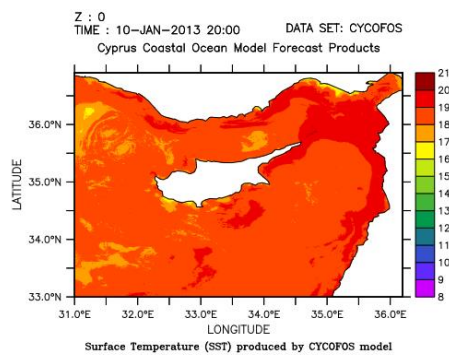 Z : 0
TIME : 10-JAN-2013 20:00 DATA SET: CYCOFOS
Cyprus Coastal Ocean Model Forecast Products
21
20
19
18
17
16
15
14
13
12
11
10
9
8
36.0°N
35.0°N
34.0°N
33.0°N
LATITUDE
31.0°E 32.0°E 33.0°E 34.0°E 35.0°E 36.0°E
LONGITUDE
Surface Temperature (SST) produced by CYCOFOS model